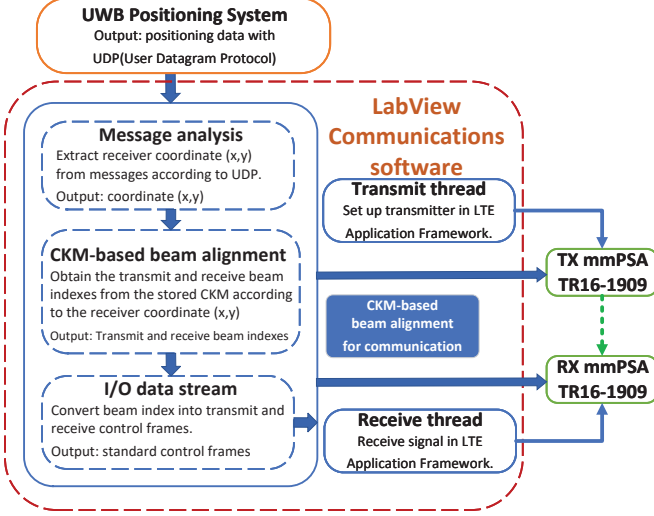 UWB Positioning System
Output: positioning data with
UDP(User Datagram Protocol)
LabView
Communications
software
Message analysis
Extract receiver coordinate (x,y)
from messages according to UDP.
Output: coordinate (x,y)
Transmit thread
Set up transmitter in LTE
Application Framework.
CKM-based beam alignment
Obtain the transmit and receive beam
indexes from the stored CKM according
to the receiver coordinate (x,y)
Output: Transmit and receive beam indexes
TX mmPSA
TR16-1909
CKM-based
beam alignment
for communication
I/O data stream
Convert beam index into transmit and
receive control frames.
Output: standard control frames
RX mmPSA
TR16-1909
Receive thread
Receive signal in LTE
Application Framework.